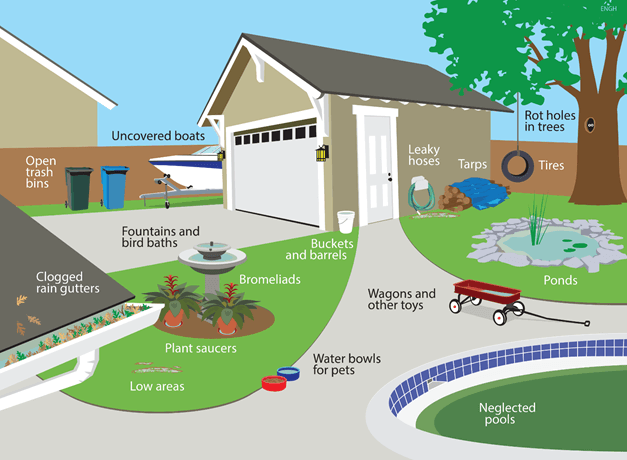 ENGH
Rot holes
in trees
Uncovered boats
Open
trash
bins
Leaky
hoses
Tarps
Tires
Fountains and
bird baths
Buckets
and barrels
Clogged
rain gutters
Bromeliads
Ponds
Wagons and
other toys
Plant saucers
Water bowls
for pets
Low areas
Neglected
pools